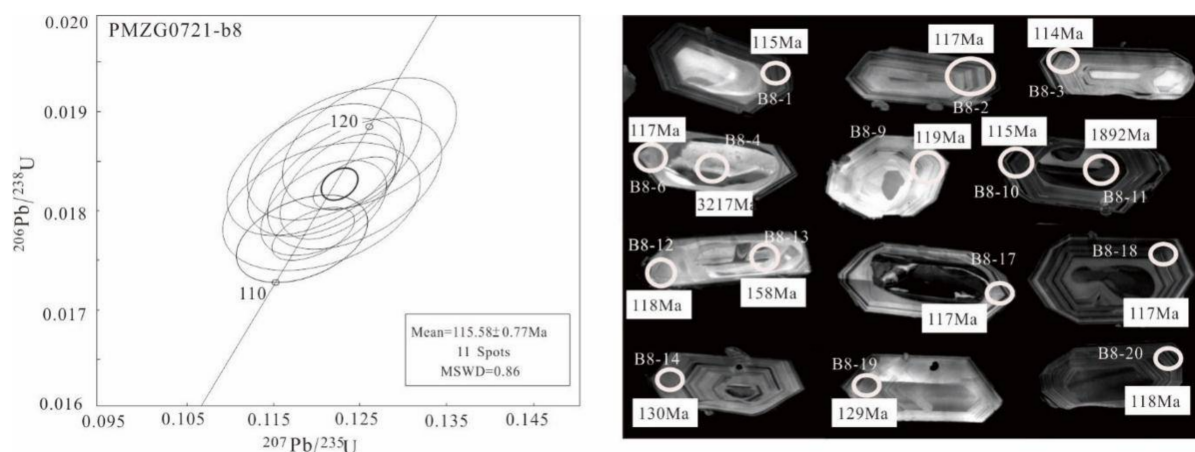 PMZG0721-b8
0.020
0.019
0.018
0.017
0.016
206Pb/238U
120
110
Mean=115.58±0.77Ma
11 Spots
MSWD=0.86
0.095
0.105
0.115
0.125
0.135
0.145
207Pb/235U
115Ma
B8-1
117Ma
B8-2
114Ma
B8-3
117Ma
B8-6
B8-4
3217Ma
B8-9
119Ma
115Ma
B8-10
1892Ma
B8-11
B8-12
118Ma
B8-13
158Ma
B8-17
117Ma
B8-18
117Ma
B8-14
130Ma
B8-19
129Ma
B8-20
118Ma